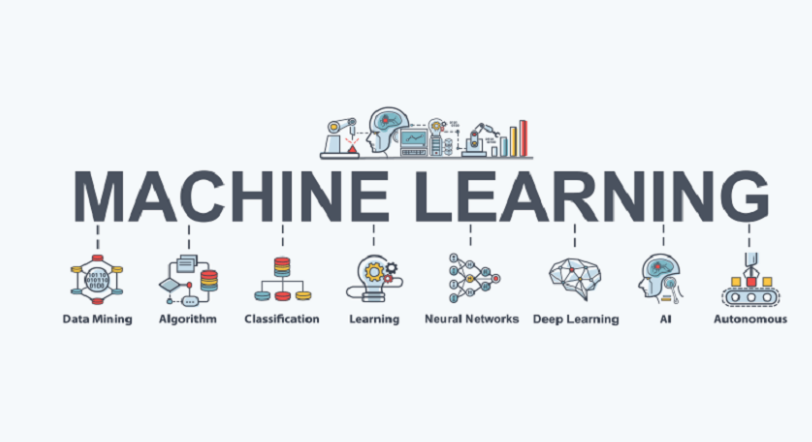 MACHINE LEARNING
Data Mining Algorithm Classification Learning Neural Networks Deep Learning AI Autonomous